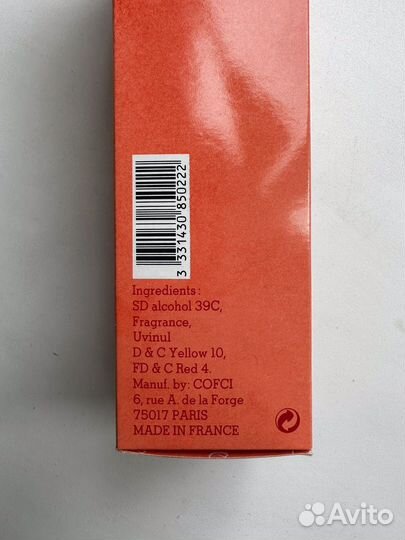 3 331430 850222
Ingredients :
SD alcohol 39C,
Fragrance,
Uvinul
D & C Yellow 10,
FD & C Red 4.
Manuf. by: COFCI
6, rue A. de la Forge
75017 PARIS
MADE IN FRANCE
Avito